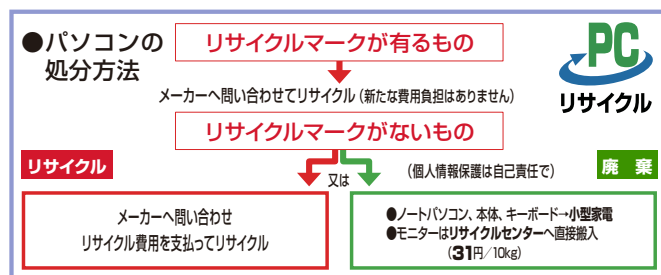 ●パソコンの
処分方法
リサイクルマークが有るもの
メーカーへ問い合わせてリサイクル(新たな費用負担はありません)
PC
リサイクル
リサイクルマークがないもの
リサイクル
又は
(個人情報保護は自己責任で)
廃棄
メーカーへ問い合わせ
リサイクル費用を支払ってリサイクル
●ノートパソコン、本体、キーボード→小型家電
●モニターはリサイクルセンターへ直接搬入
(31円/10kg)